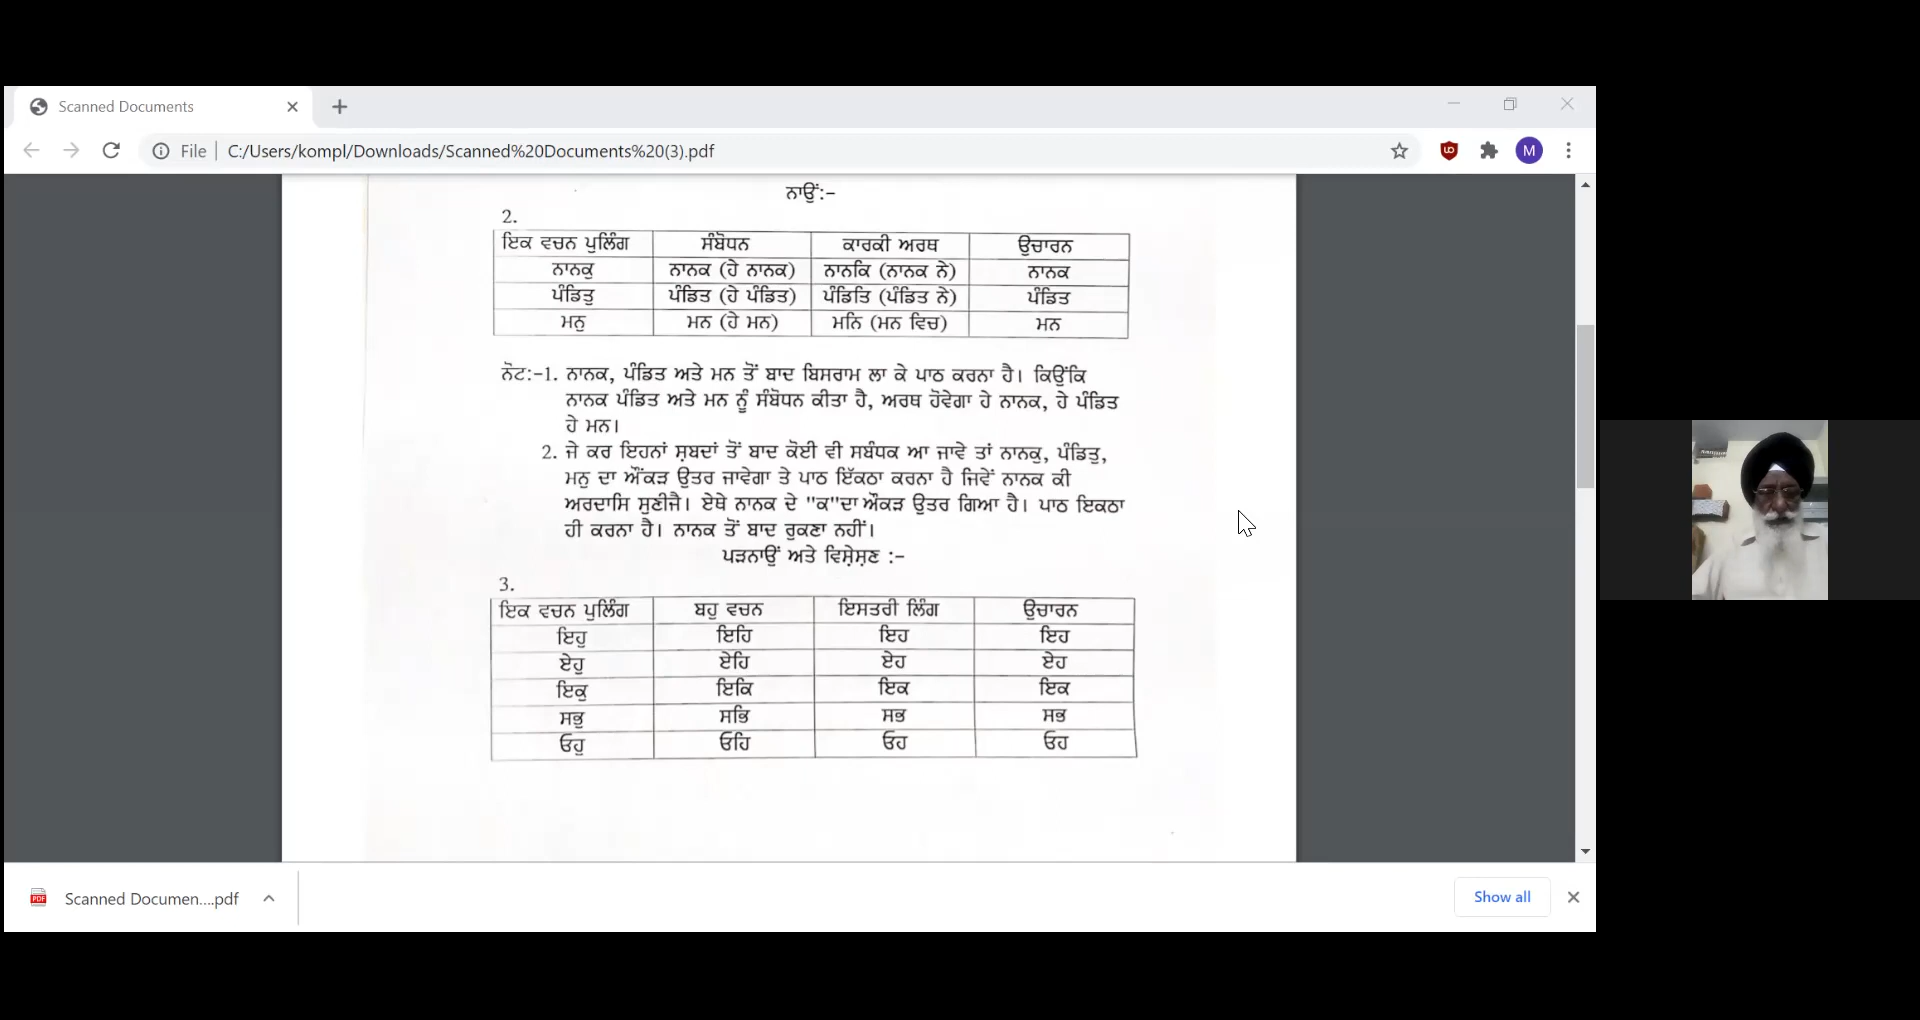 Scanned Documents
File C:/Users/kompl/Downloads/Scanned%20Documents%20(3).pdf
M
ਨਾਉਂ:-
2.
ਇਕ ਵਚਨ ਪੁਲਿੰਗ ਸੰਬੋਧਨ ਕਾਰਕੀ ਅਰਥ ਉਚਾਰਨ
ਨਾਨਕੁ ਨਾਨਕ (ਹੇ ਨਾਨਕ) ਨਾਨਕਿ (ਨਾਨਕ ਨੇ) ਨਾਨਕ
ਪੰਡਿਤੁ ਪੰਡਿਤ (ਹੇ ਪੰਡਿਤ) ਪੰਡਿਤਿ (ਪੰਡਿਤ ਨੇ) ਪੰਡਿਤ
ਮਨੁ ਮਨ (ਹੇ ਮਨ) ਮਨਿ (ਮਨ ਵਿਚ) ਮਨ
ਨੋਟ:-1. ਨਾਨਕ, ਪੰਡਿਤ ਅਤੇ ਮਨ ਤੋਂ ਬਾਦ ਬਿਸਰਾਮ ਲਾ ਕੇ ਪਾਠ ਕਰਨਾ ਹੈ। ਕਿਉਂਕਿ
ਨਾਨਕ ਪੰਡਿਤ ਅਤੇ ਮਨ ਨੂੰ ਸੰਬੋਧਨ ਕੀਤਾ ਹੈ, ਅਰਥ ਹੋਵੇਗਾ ਹੇ ਨਾਨਕ, ਹੇ ਪੰਡਿਤ
ਹੇ ਮਨ।
2. ਜੇ ਕਰ ਇਹਨਾਂ ਸ਼ਬਦਾਂ ਤੋਂ ਬਾਦ ਕੋਈ ਵੀ ਸਬੰਧਕ ਆ ਜਾਵੇ ਤਾਂ ਨਾਨਕੁ, ਪੰਡਿਤੁ,
ਮਨੁ ਦਾ ਔਂਕੜ ਉਤਰ ਜਾਵੇਗਾ ਤੇ ਪਾਠ ਇੱਕਠਾ ਕਰਨਾ ਹੈ ਜਿਵੇਂ ਨਾਨਕ ਕੀ
ਅਰਦਾਸਿ ਸੁਣੀਜੈ। ਏਥੇ ਨਾਨਕ ਦੇ "ਕ"ਦਾ ਔਕੜ ਉਤਰ ਗਿਆ ਹੈ। ਪਾਠ ਇਕਠਾ
ਹੀ ਕਰਨਾ ਹੈ। ਨਾਨਕ ਤੋਂ ਬਾਦ ਰੁਕਣਾ ਨਹੀਂ।
ਪੜਨਾਉਂ ਅਤੇ ਵਿਸ਼ੇਸ਼ਣ :-
3.
ਇਕ ਵਚਨ ਪੁਲਿੰਗ ਬਹੁ ਵਚਨ ਇਸਤਰੀ ਲਿੰਗ ਉਚਾਰਨ
ਇਹੁ ਇਹਿ ਇਹ ਇਹ
ਏਹੁ ਏਹਿ ਏਹ ਏਹ
ਇਕੁ ਇਕਿ ਇਕ ਇਕ
ਸਭੁ ਸਭਿ ਸਭ ਸਭ
ਓਹੁ ਓਹਿ ਓਹ ਓਹ
Scanned Documen....pdf
Show all